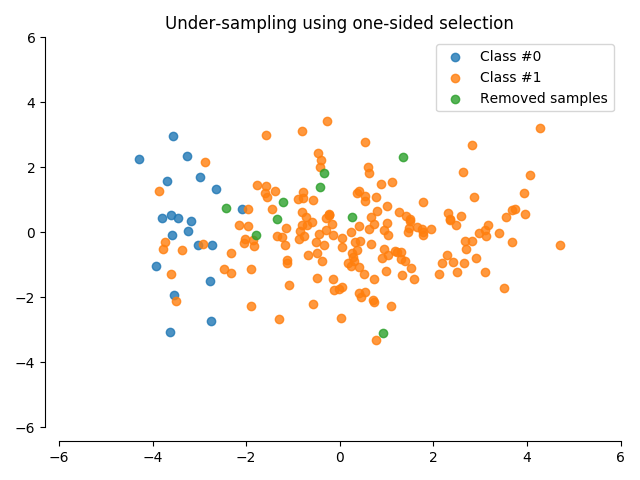 Under-sampling using one-sided selection
Class #0
Class #1
Removed samples
6
4
2
0
−2
−4
−6
−6 −4 −2 0 2 4 6